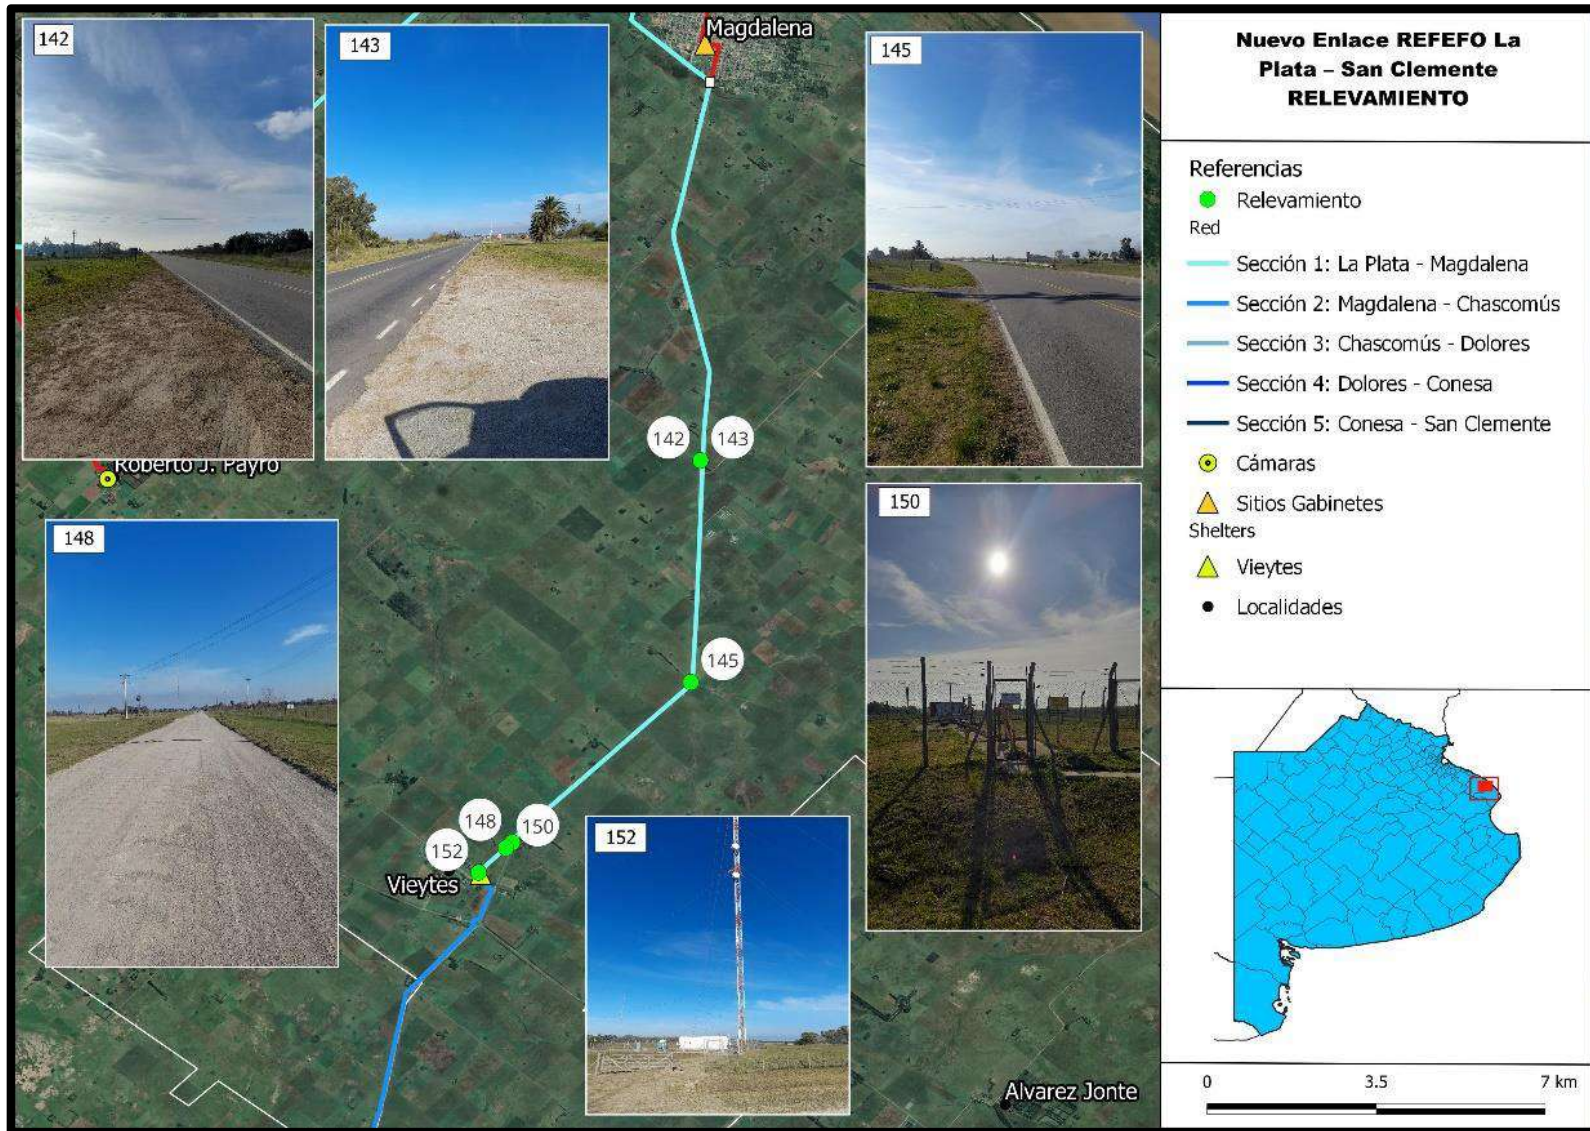 142
143
Magdalena
145
Roberto J. Payro
142
143
148
150
145
148
150
152
Vieytes
152
Alvarez Jonte
Nuevo Enlace REFEFO La
Plata – San Clemente
RELEVAMIENTO
Referencias
Relevamiento
Red
Sección 1: La Plata - Magdalena
Sección 2: Magdalena - Chascomús
Sección 3: Chascomús - Dolores
Sección 4: Dolores - Conesa
Sección 5: Conesa - San Clemente
Cámaras
Sitios Gabinetes
Shelters
Vieytes
Localidades
0 3.5 7 km